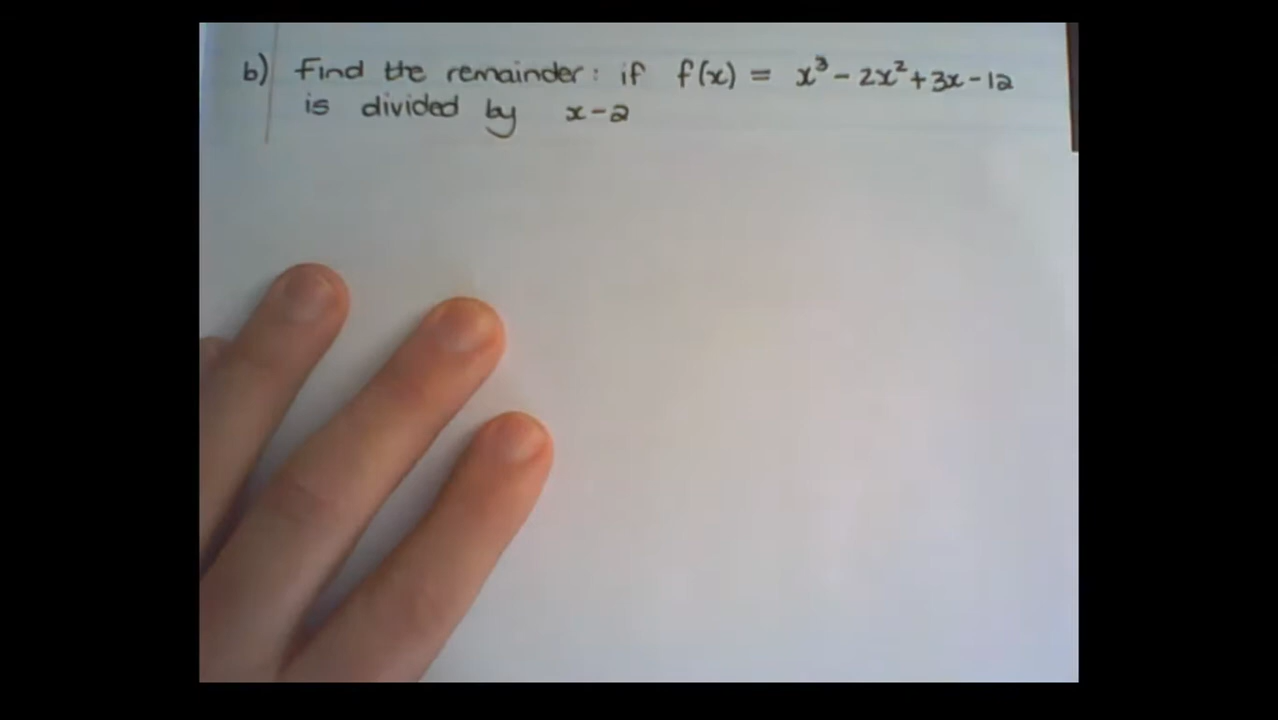 b) Find the remainder: if f(x) = x³ - 2x² + 3x - 12
is divided by x - 2